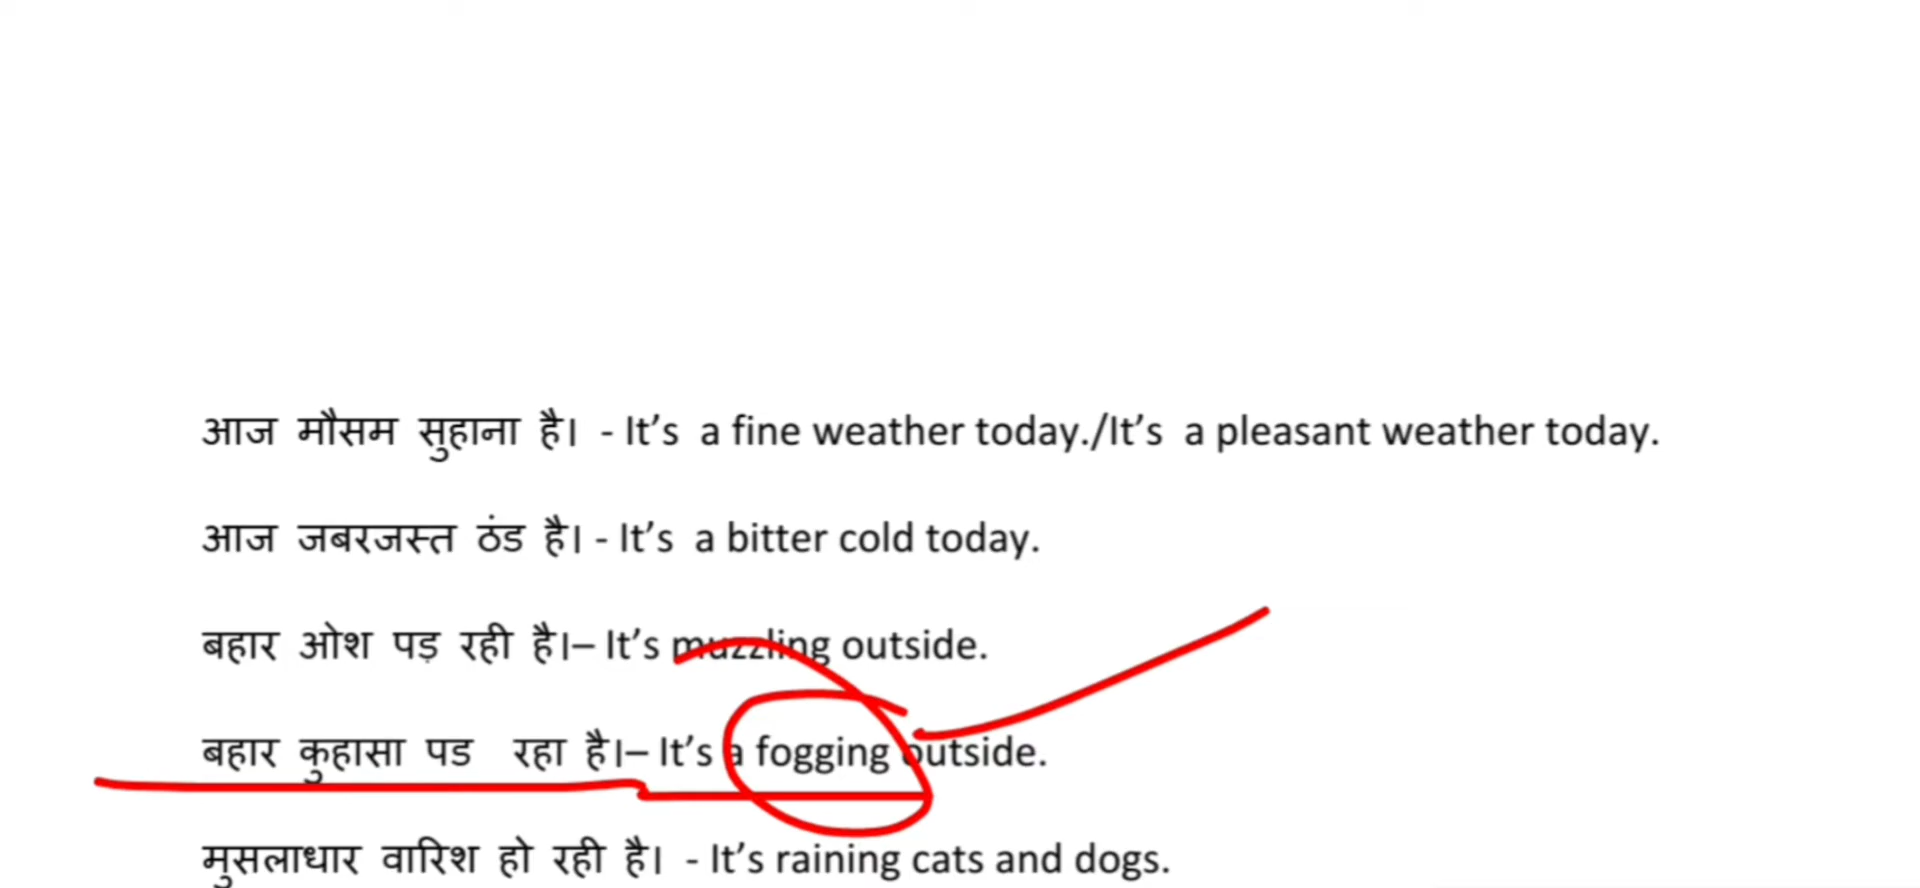 आज मौसम सुहाना है। - It’s a fine weather today./It’s a pleasant weather today.
आज जबरजस्त ठंड है। - It’s a bitter cold today.
बहार ओश पड़ रही है।– It’s muzzling outside.
बहार कुहासा पड रहा है।– It’s a fogging outside.
मुसलाधार वारिश हो रही है। - It’s raining cats and dogs.